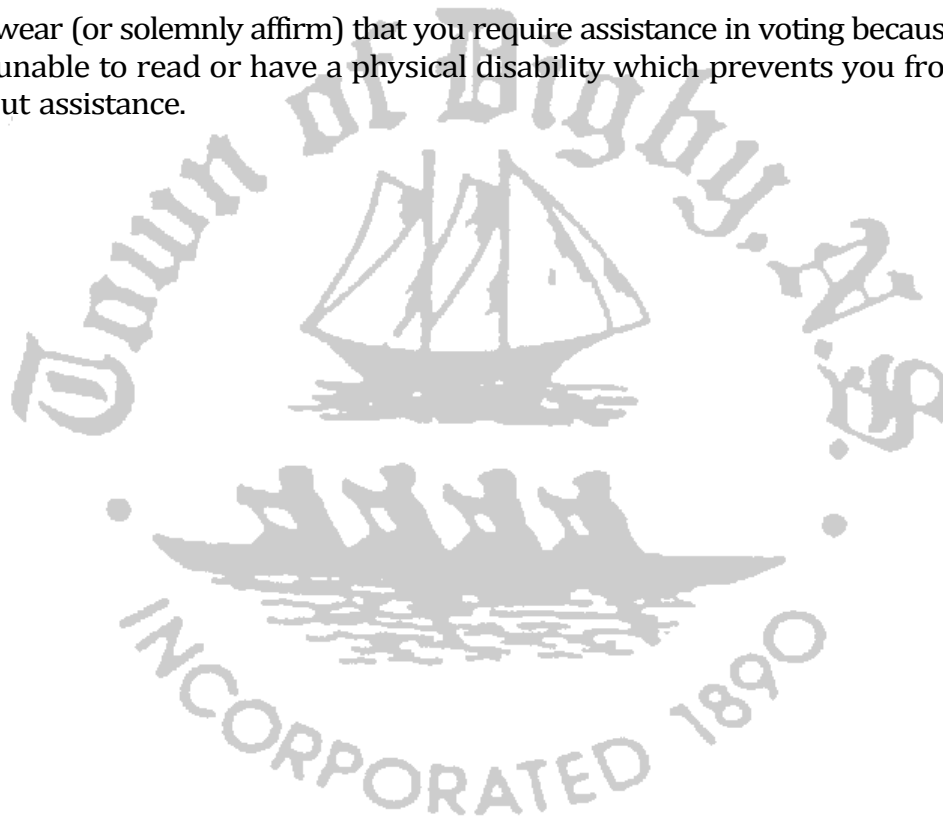 wear (or solemnly affirm) that you require assistance in voting becaus
unable to read or have a physical disability which prevents you fro
ut assistance.
Town of Digby, N.S.
INCORPORATED 1890